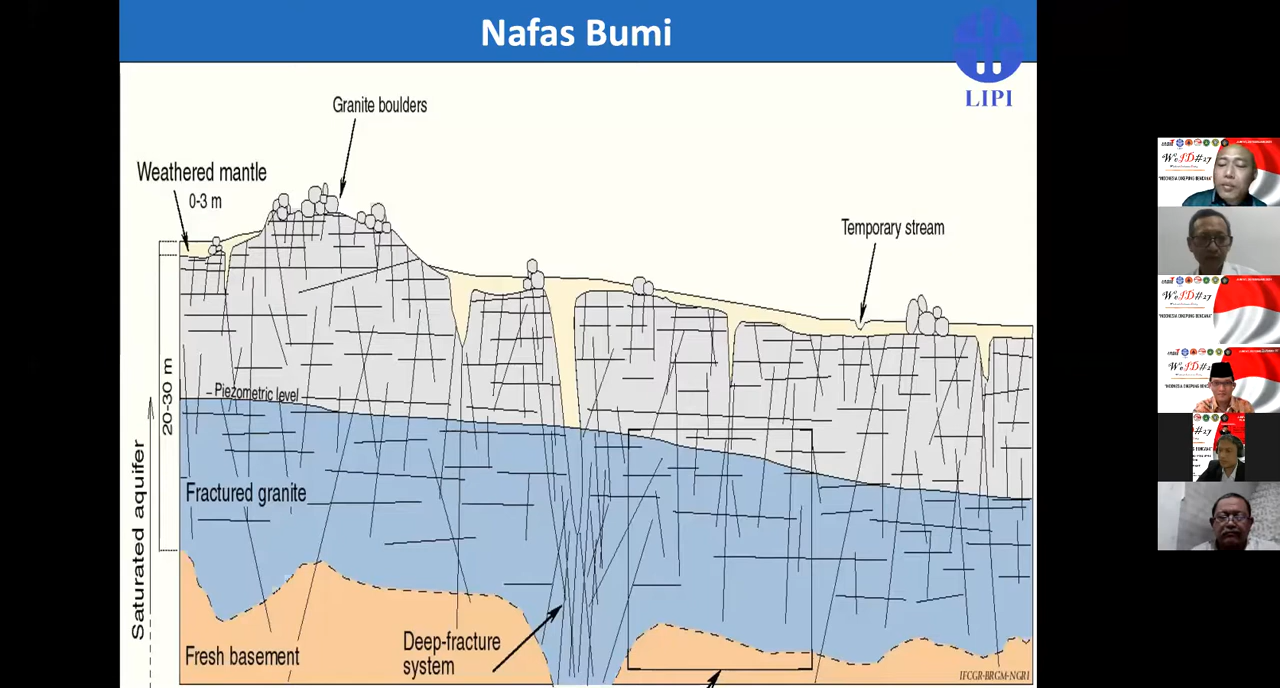 Nafas Bumi
LIPI
Granite boulders
Weathered mantle
0-3 m
Temporary stream
20-30 m
Piezometric level
Saturated aquifer
Fractured granite
Fresh basement
Deep-fracture
system
IFCGR-BRGM-NGRI